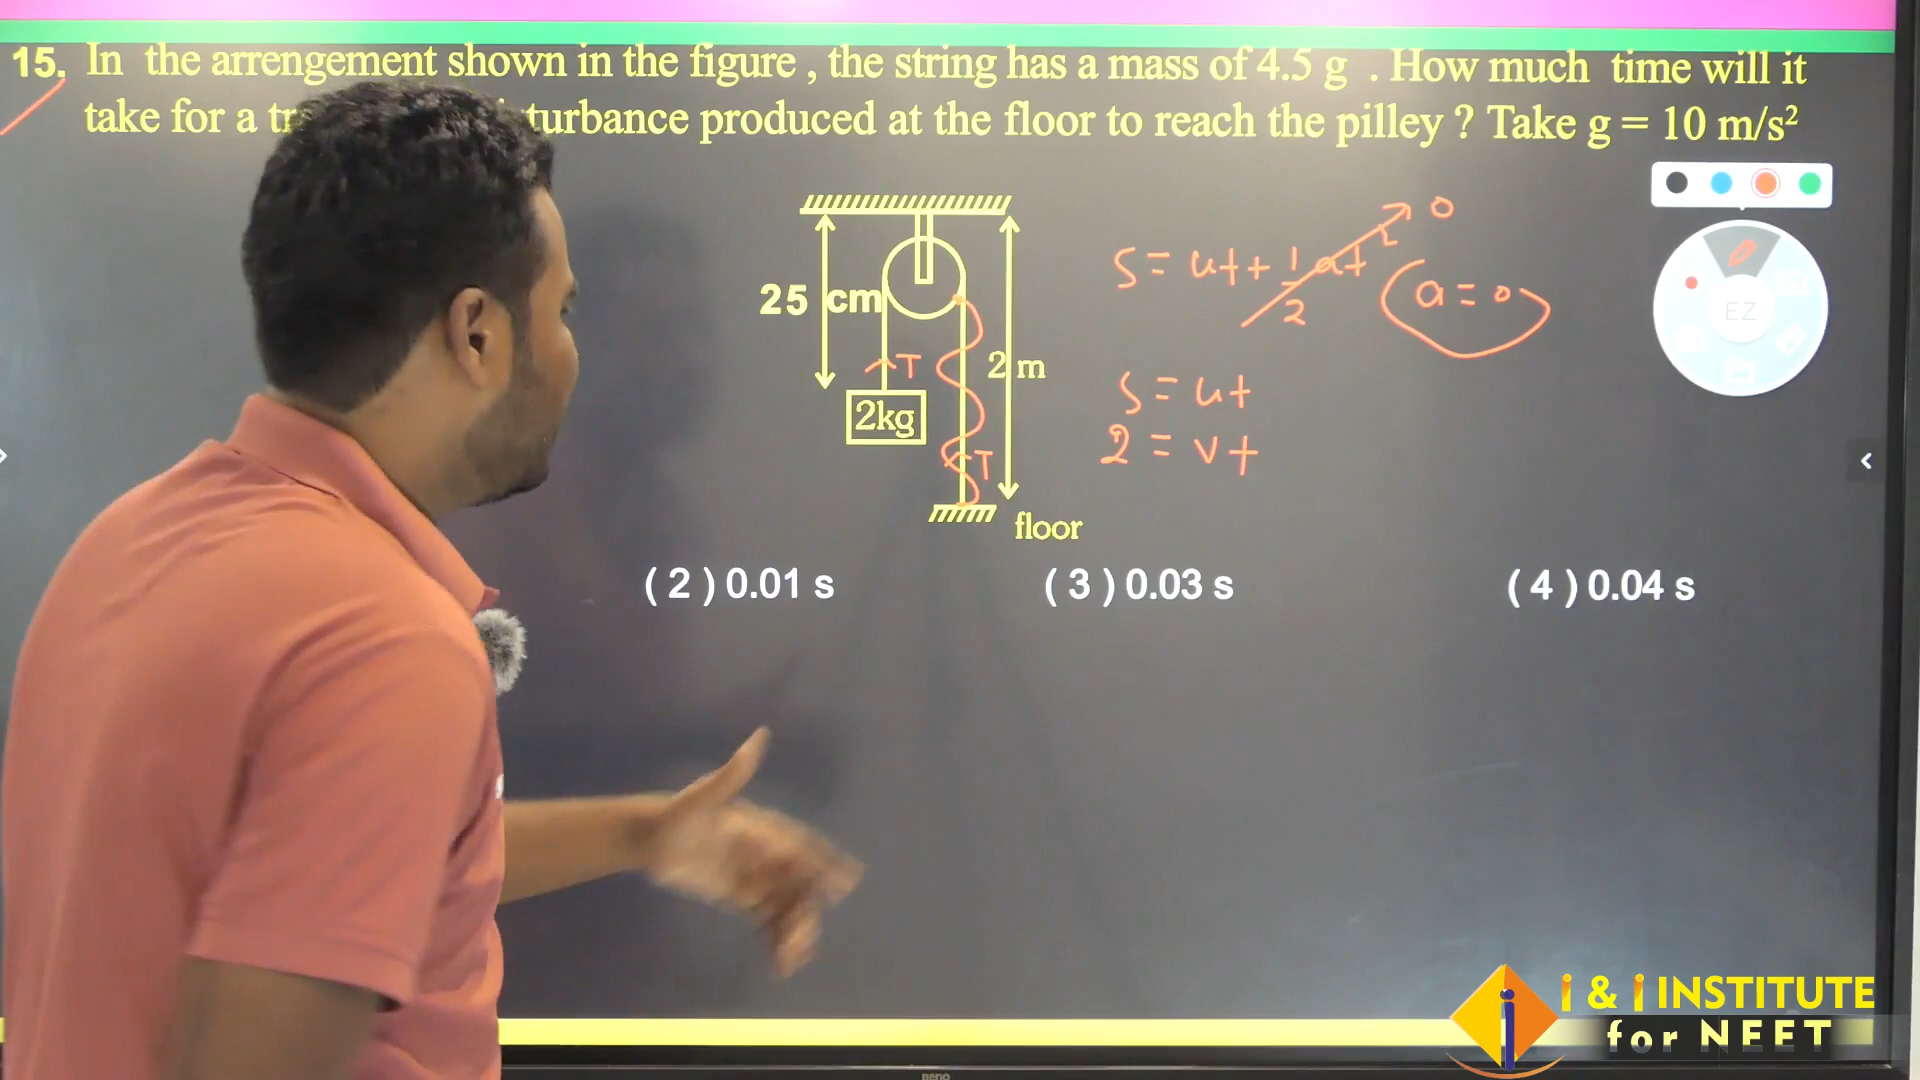 15. In the arrengement shown in the figure , the string has a mass of 4.5 g . How much time will it
take for a tr turbance produced at the floor to reach the pilley ? Take g = 10 m/s²
25 cm
2 m
T
2kg
T
floor
S = ut + 1/2 at² → 0
a = 0
S = ut
2 = vt
EZ
( 2 ) 0.01 s
( 3 ) 0.03 s
( 4 ) 0.04 s
i & i INSTITUTE
for NEET
BenQ